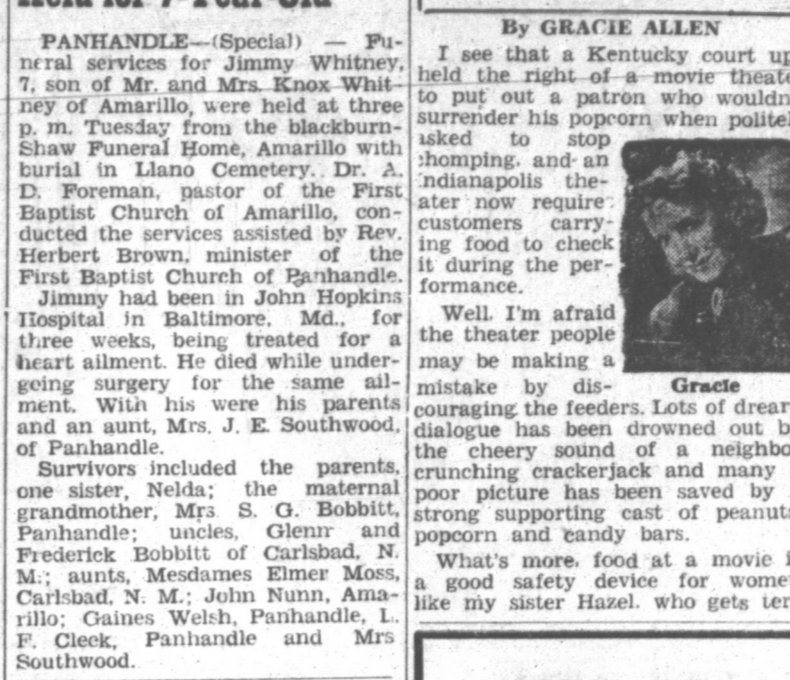 Held for 7-Year-Old
PANHANDLE—(Special) — Fu-
neral services for Jimmy Whitney,
7, son of Mr. and Mrs. Knox Whit-
ney of Amarillo, were held at three
p. m. Tuesday from the blackburn-
Shaw Funeral Home, Amarillo with
burial in Llano Cemetery. Dr. A.
D. Foreman, pastor of the First
Baptist Church of Amarillo, con-
ducted the services assisted by Rev.
Herbert Brown, minister of the
First Baptist Church of Panhandle.
Jimmy had been in John Hopkins
Hospital in Baltimore, Md., for
three weeks, being treated for a
heart ailment. He died while under-
going surgery for the same ail-
ment. With his were his parents
and an aunt, Mrs. J. E. Southwood,
of Panhandle.
Survivors included the parents,
one sister, Nelda; the maternal
grandmother, Mrs. S. G. Bobbitt,
Panhandle; uncles, Glenn and
Frederick Bobbitt of Carlsbad, N.
M.; aunts, Mesdames Elmer Moss,
Carlsbad, N. M.; John Nunn, Ama-
rillo; Gaines Welsh, Panhandle, L.
F. Cleek, Panhandle and Mrs
Southwood.
By GRACIE ALLEN
I see that a Kentucky court up
held the right of a movie theate
to put out a patron who wouldn
surrender his popcorn when politel
asked to stop
chomping, and an
Indianapolis the-
ater now require
customers carry-
ing food to check
it during the per-
formance.
Well I'm afraid
the theater people
may be making a
mistake by dis-
Gracie
couraging the feeders. Lots of drear
dialogue has been drowned out b
the cheery sound of a neighbo
crunching crackerjack and many
poor picture has been saved by
strong supporting cast of peanuts
popcorn and candy bars.
What's more, food at a movie i
a good safety device for wome
like my sister Hazel, who gets ter